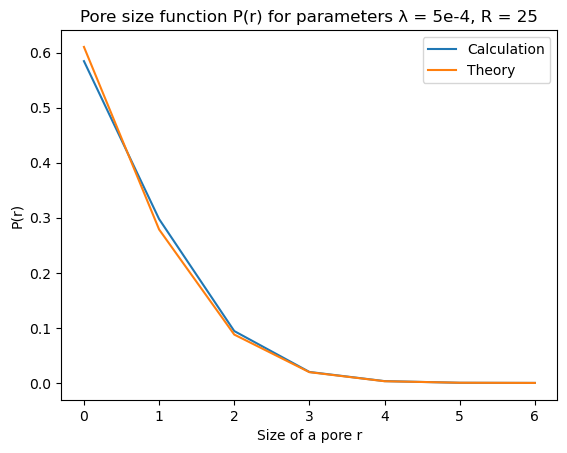 Pore size function P(r) for parameters λ = 5e-4, R = 25
Calculation
Theory
P(r)
0.6
0.5
0.4
0.3
0.2
0.1
0.0
0 1 2 3 4 5 6
Size of a pore r